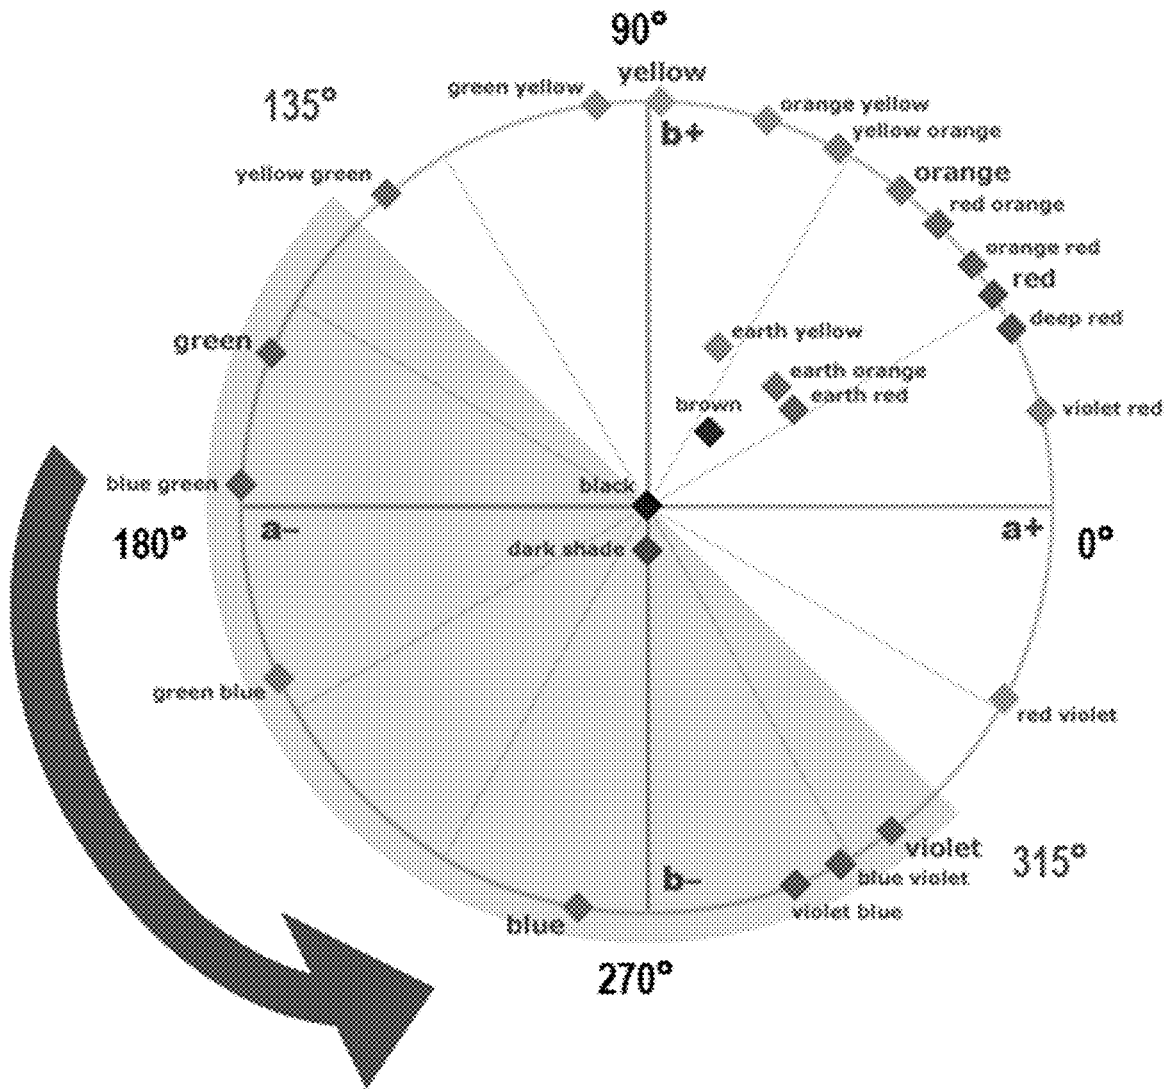 90°
yellow
green yellow
135°
orange yellow
b+
yellow orange
yellow green
orange
red orange
orange red
red
deep red
earth yellow
green
earth orange
earth red
brown
violet red
blue green
black
a–
a+
180°
0°
dark shade
green blue
red violet
violet
315°
blue violet
b–
violet blue
blue
270°